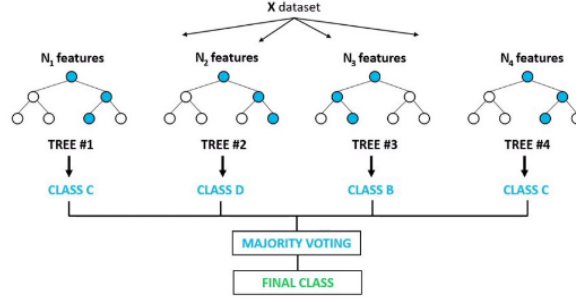 X dataset
N1 features N2 features N3 features N4 features
TREE #1 TREE #2 TREE #3 TREE #4
CLASS C CLASS D CLASS B CLASS C
MAJORITY VOTING
FINAL CLASS